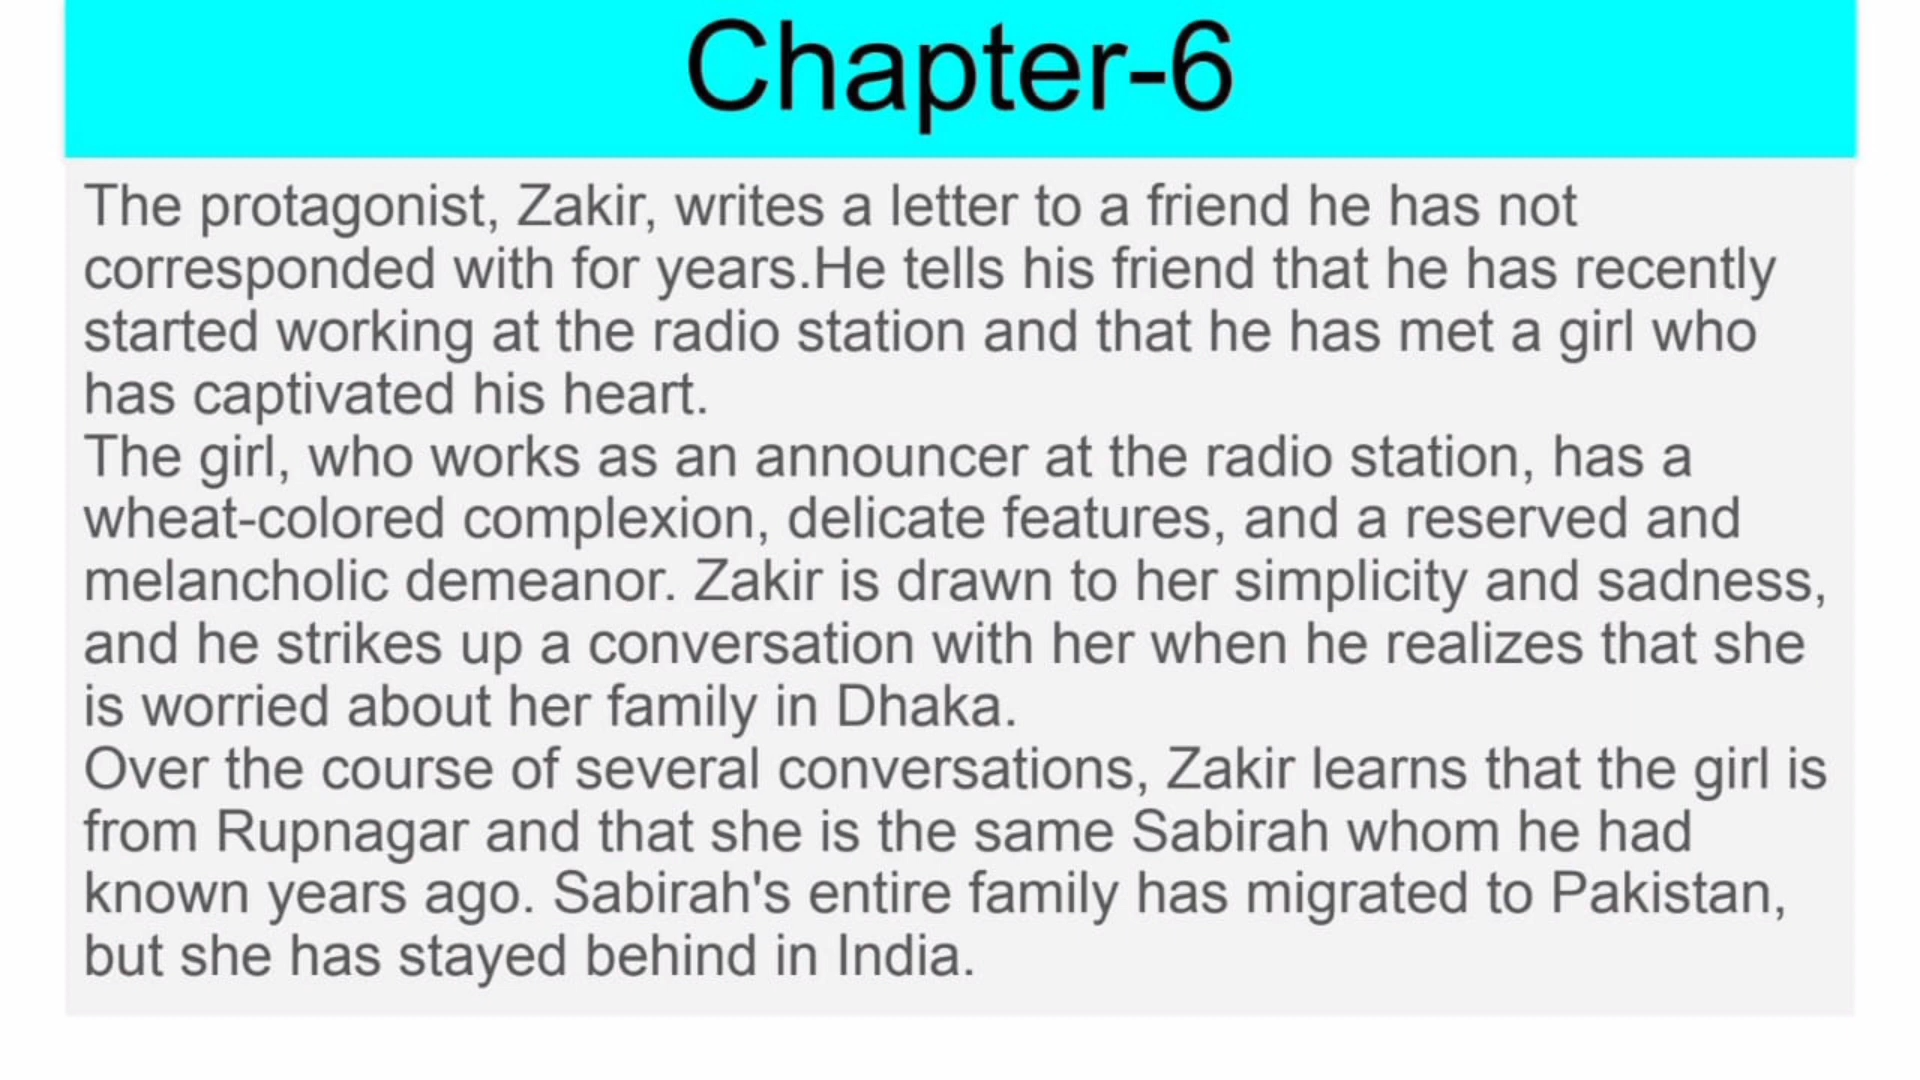 Chapter-6
The protagonist, Zakir, writes a letter to a friend he has not
corresponded with for years.He tells his friend that he has recently
started working at the radio station and that he has met a girl who
has captivated his heart.
The girl, who works as an announcer at the radio station, has a
wheat-colored complexion, delicate features, and a reserved and
melancholic demeanor. Zakir is drawn to her simplicity and sadness,
and he strikes up a conversation with her when he realizes that she
is worried about her family in Dhaka.
Over the course of several conversations, Zakir learns that the girl is
from Rupnagar and that she is the same Sabirah whom he had
known years ago. Sabirah's entire family has migrated to Pakistan,
but she has stayed behind in India.